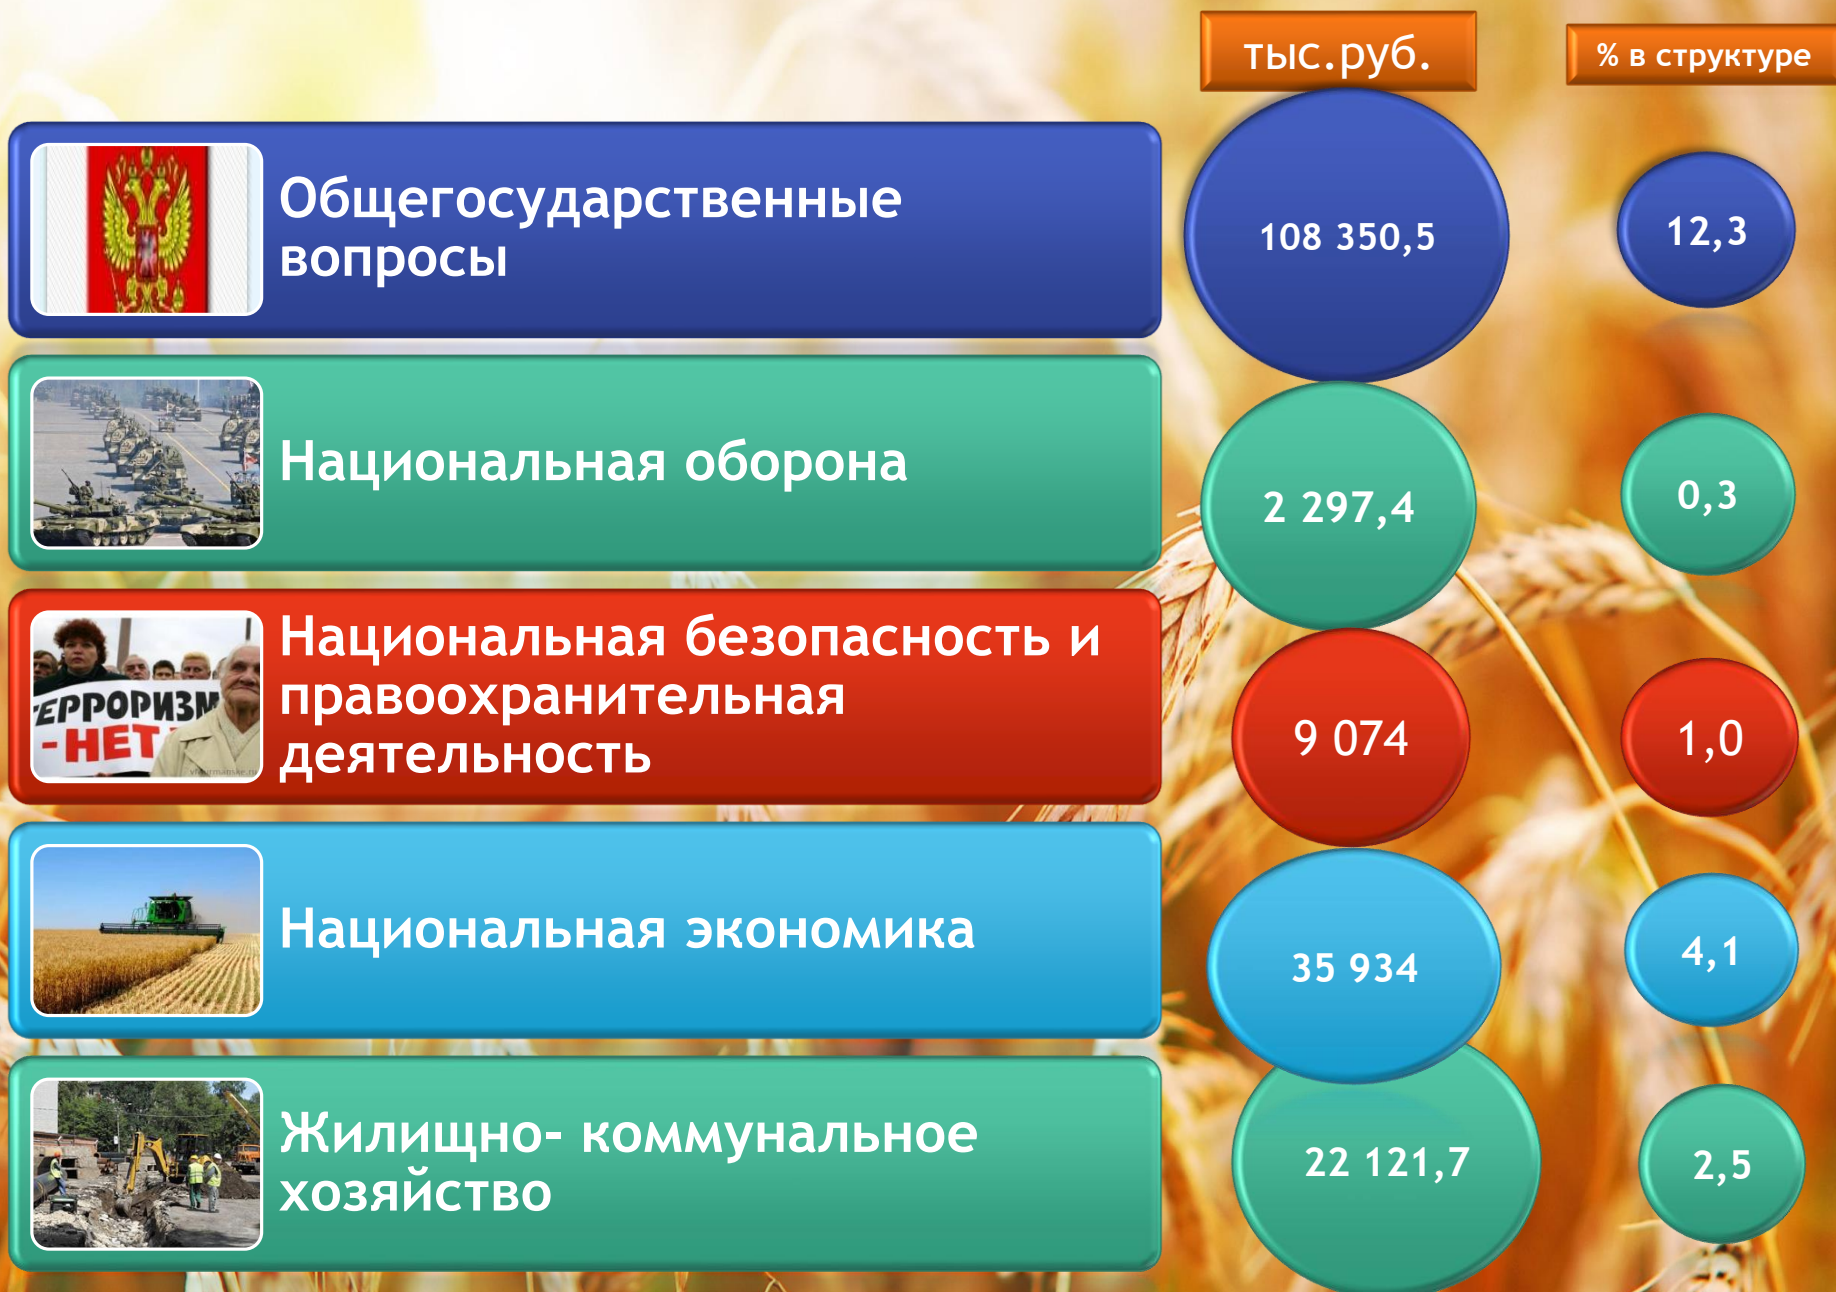 тыс.руб.
% в структуре
Общегосударственные
вопросы
108 350,5
12,3
Национальная оборона
2 297,4
0,3
ТЕРРОРИЗМ
-НЕТ
Национальная безопасность и
правоохранительная
деятельность
9 074
1,0
Национальная экономика
35 934
4,1
Жилищно- коммунальное
хозяйство
22 121,7
2,5